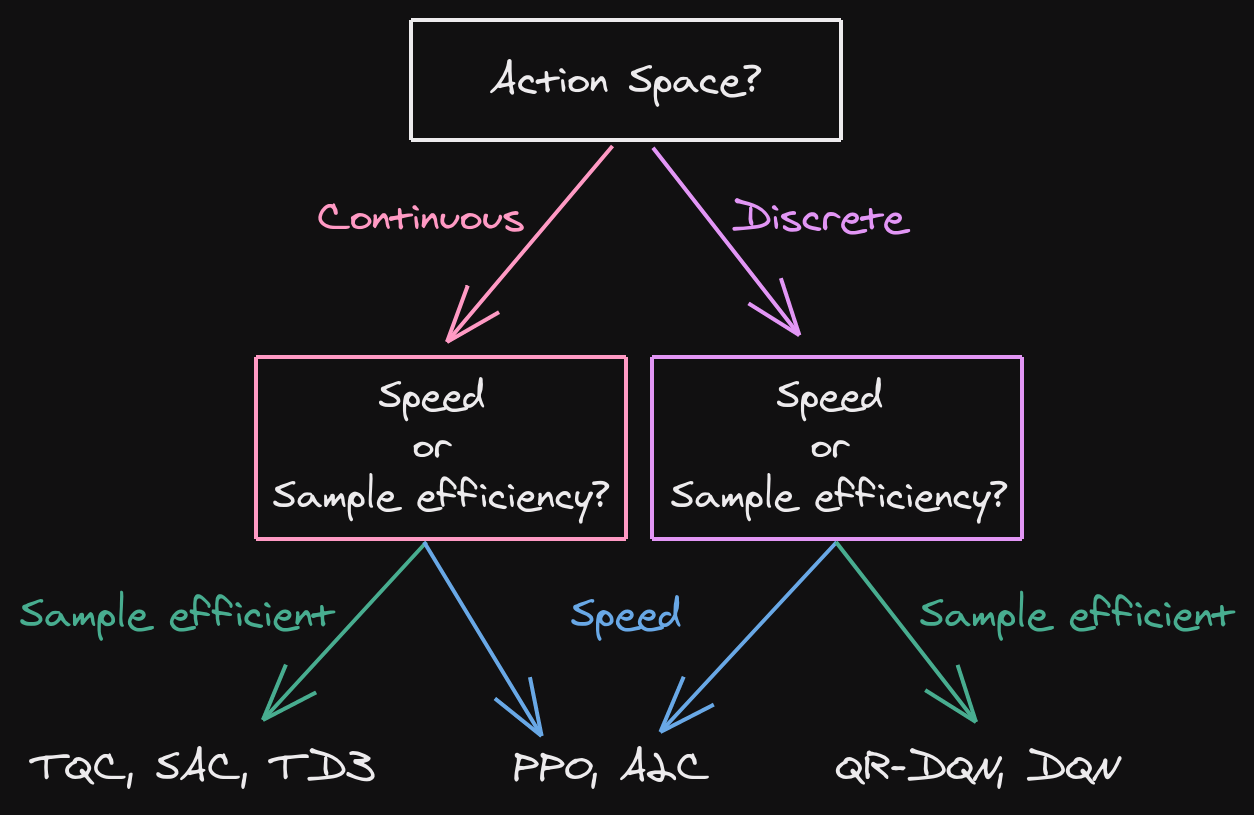 Action Space?
Continuous
Discrete
Speed
or
Sample efficiency?
Speed
or
Sample efficiency?
Sample efficient
Speed
Sample efficient
TQC, SAC, TD3
PPO, A2C
QR-DQN, DQN